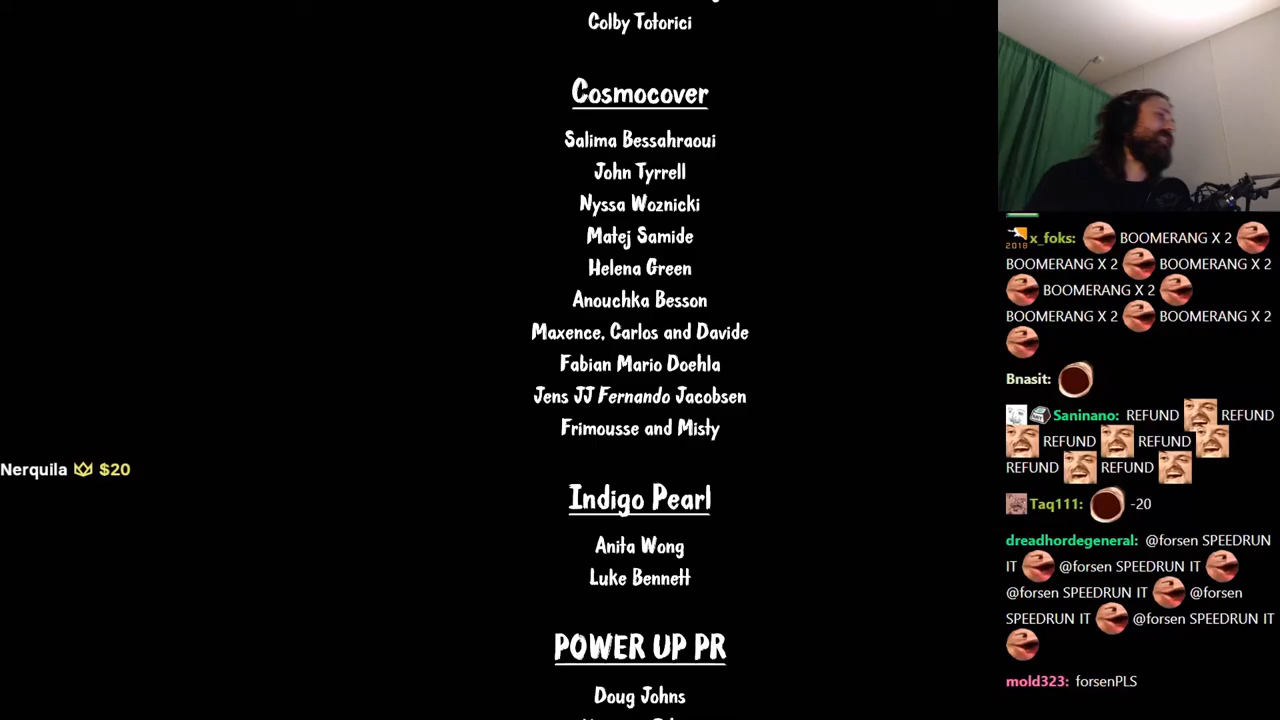 Colby Totorici
Cosmocover
Salima Bessahraoui
John Tyrrell
Nyssa Woznicki
Matej Samide
Helena Green
Anouchka Besson
Maxence, Carlos and Davide
Fabian Mario Doehla
Jens JJ Fernando Jacobsen
Frimousse and Misty
Indigo Pearl
Anita Wong
Luke Bennett
POWER UP PR
Doug Johns
Nerquila $20
2018 x_foks: BOOMERANG X 2
BOOMERANG X 2 BOOMERANG X 2
BOOMERANG X 2
BOOMERANG X 2 BOOMERANG X 2
Bnasit:
Saninano: REFUND REFUND
REFUND REFUND
REFUND REFUND
Taq111: -20
dreadhordegeneral: @forsen SPEEDRUN
IT @forsen SPEEDRUN IT
@forsen SPEEDRUN IT @forsen
SPEEDRUN IT @forsen SPEEDRUN IT
mold323: forsenPLS